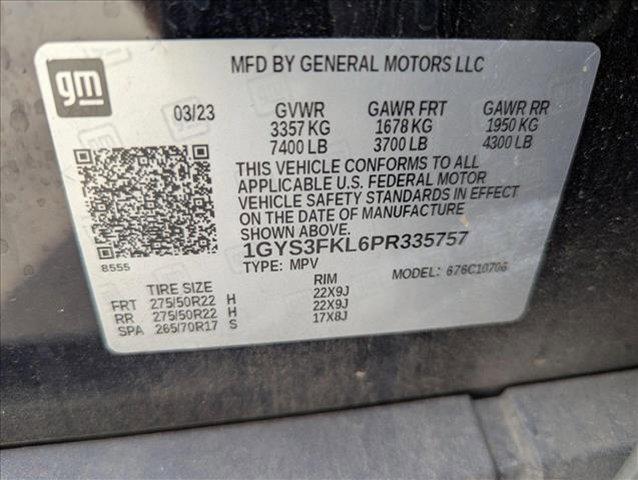 gm
MFD BY GENERAL MOTORS LLC
03/23 GVWR GAWR FRT GAWR RR
3357 KG 1678 KG 1950 KG
7400 LB 3700 LB 4300 LB
THIS VEHICLE CONFORMS TO ALL
APPLICABLE U.S. FEDERAL MOTOR
VEHICLE SAFETY STANDARDS IN EFFECT
ON THE DATE OF MANUFACTURE
SHOWN ABOVE.
1GYS3FKL6PR335757
8555 TYPE: MPV MODEL: 676C10706
TIRE SIZE RIM
FRT 275/50R22 H 22X9J
RR 275/50R22 H 22X9J
SPA 265/70R17 S 17X8J